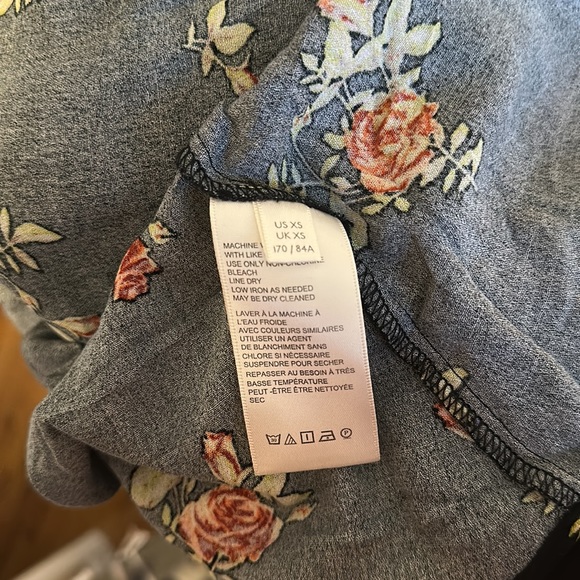 US XS
UK XS
170 / 84A
MACHINE
WITH LIKE
USE ONLY NON-CHLORINE
BLEACH
LINE DRY
LOW IRON AS NEEDED
MAY BE DRY CLEANED
LAVER À LA MACHINE À
L'EAU FROIDE
AVEC COULEURS SIMILAIRES
UTILISER UN AGENT
DE BLANCHIMENT SANS
CHLORE SI NÉCESSAIRE
SUSPENDRE POUR SECHER
REPASSER AU BESOIN À TRÈS
BASSE TEMPÉRATURE
PEUT -ÊTRE ÊTRE NETTOYÉE
SEC
P